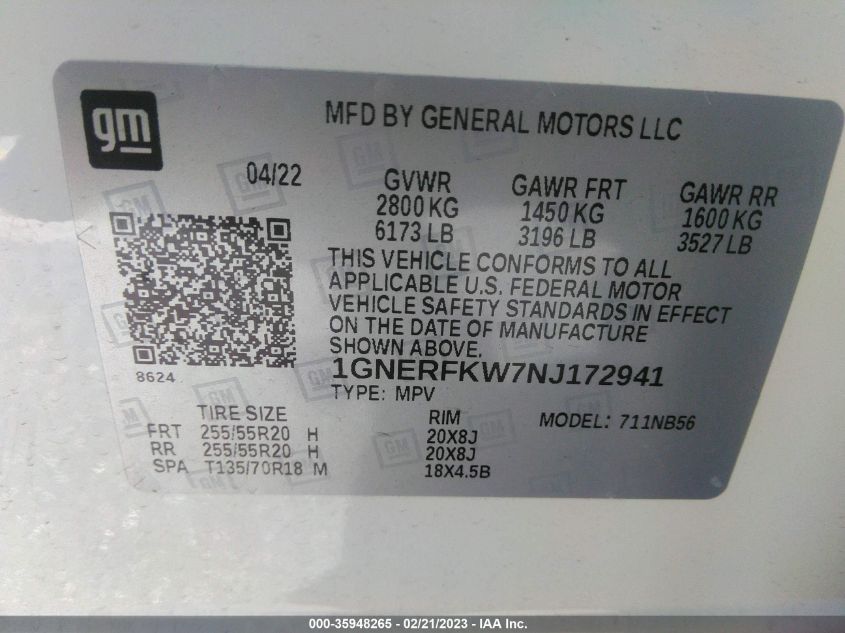 gm
MFD BY GENERAL MOTORS LLC
04/22
GVWR
2800 KG
6173 LB
GAWR FRT
1450 KG
3196 LB
GAWR RR
1600 KG
3527 LB
THIS VEHICLE CONFORMS TO ALL
APPLICABLE U.S. FEDERAL MOTOR
VEHICLE SAFETY STANDARDS IN EFFECT
ON THE DATE OF MANUFACTURE
SHOWN ABOVE.
8624
1GNERFKW7NJ172941
TYPE: MPV
TIRE SIZE
RIM
MODEL: 711NB56
FRT 255/55R20 H 20X8J
RR 255/55R20 H 20X8J
SPA T135/70R18 M 18X4.5B
000-35948265 - 02/21/2023 - IAA Inc.